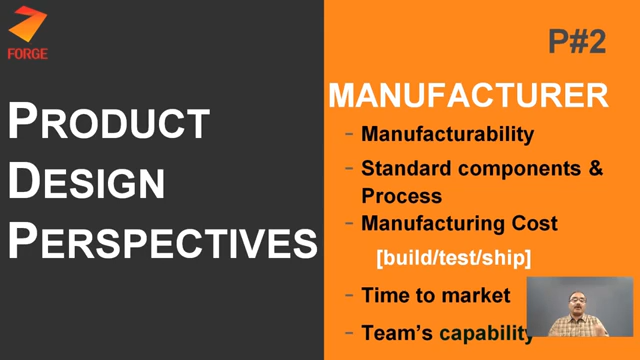 FORGE
PRODUCT
DESIGN
PERSPECTIVES
P#2
MANUFACTURER
- Manufacturability
- Standard components &
Process
- Manufacturing Cost
[build/test/ship]
- Time to market
- Team's capability